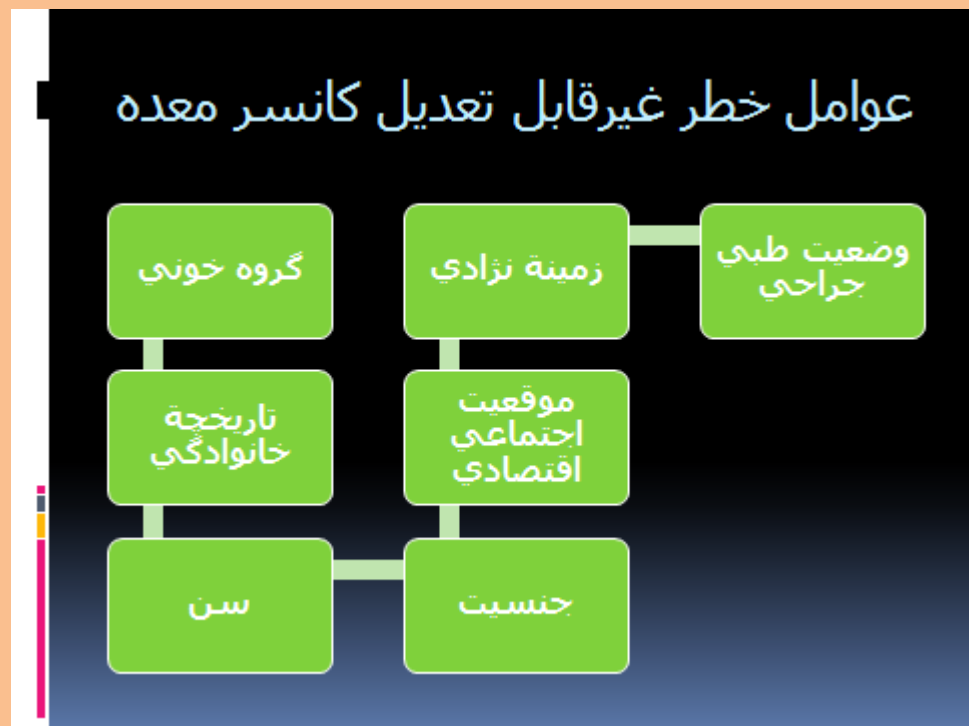 عوامل خطر غيرقابل تعديل كانسر معده
گروه خوني
تاريخچة
خانوادگي
سن
جنسيت
موقعيت
اجتماعي
اقتصادي
زمينة نژادي
وضعيت طبي
جراحي